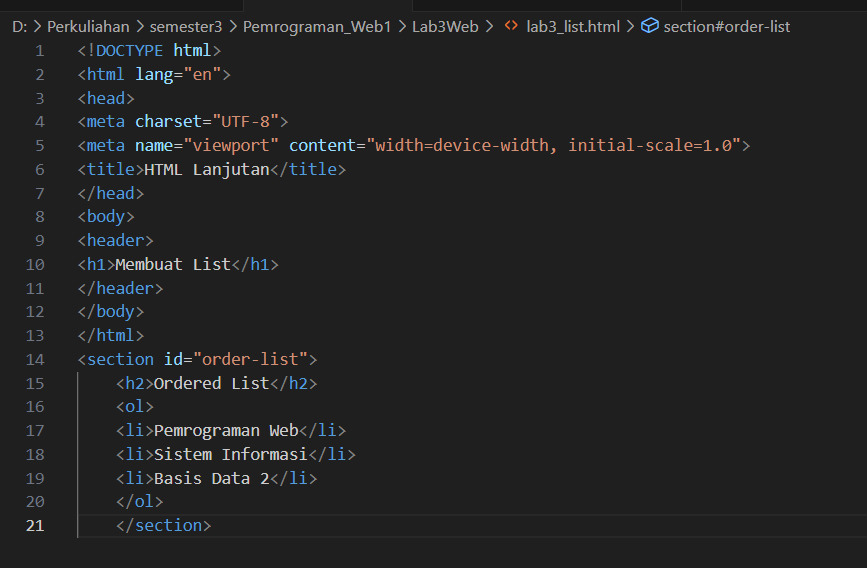 D: > Perkuliahan > semester3 > Pemrograman_Web1 > Lab3Web > <> lab3_list.html > section#order-list
1 <!DOCTYPE html>
2 <html lang="en">
3 <head>
4 <meta charset="UTF-8">
5 <meta name="viewport" content="width=device-width, initial-scale=1.0">
6 <title>HTML Lanjutan</title>
7 </head>
8 <body>
9 <header>
10 <h1>Membuat List</h1>
11 </header>
12 </body>
13 </html>
14 <section id="order-list">
15     <h2>Ordered List</h2>
16     <ol>
17     <li>Pemrograman Web</li>
18     <li>Sistem Informasi</li>
19     <li>Basis Data 2</li>
20     </ol>
21     </section>